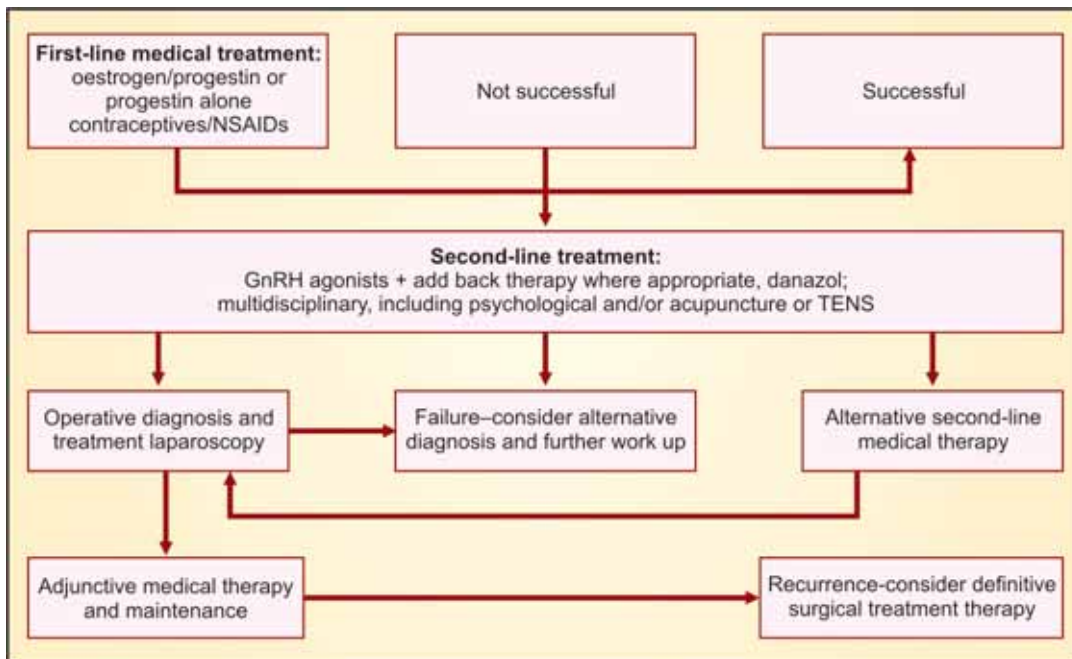 First-line medical treatment:
oestrogen/progestin or
progestin alone
contraceptives/NSAIDs
Not successful
Successful
Second-line treatment:
GnRH agonists + add back therapy where appropriate, danazol;
multidisciplinary, including psychological and/or acupuncture or TENS
Operative diagnosis and
treatment laparoscopy
Failure–consider alternative
diagnosis and further work up
Alternative second-line
medical therapy
Adjunctive medical therapy
and maintenance
Recurrence-consider definitive
surgical treatment therapy